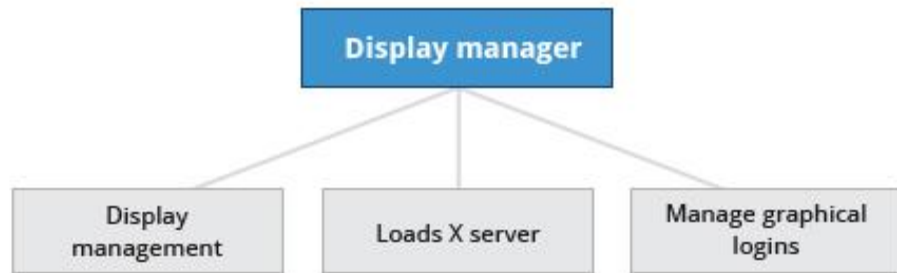 Display manager
Display
management
Loads X server
Manage graphical
logins